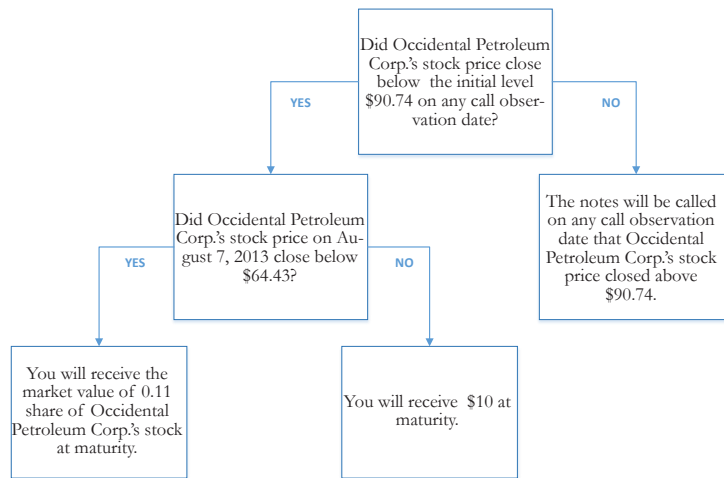 Did Occidental Petroleum
Corp.'s stock price close
below the initial level
$90.74 on any call obser-
vation date?
YES
NO
Did Occidental Petroleum
Corp.'s stock price on Au-
gust 7, 2013 close below
$64.43?
The notes will be called
on any call observation
date that Occidental
Petroleum Corp.'s stock
price closed above
$90.74.
YES
NO
You will receive the
market value of 0.11
share of Occidental
Petroleum Corp.'s stock
at maturity.
You will receive $10 at
maturity.